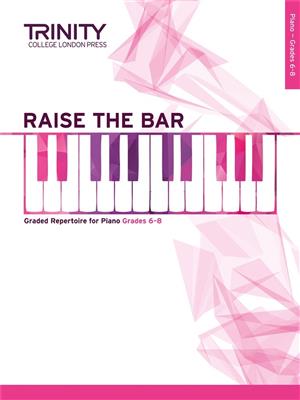 TRINITY
COLLEGE LONDON PRESS
Piano – Grades 6–8
RAISE THE BAR
Graded Repertoire for Piano Grades 6–8